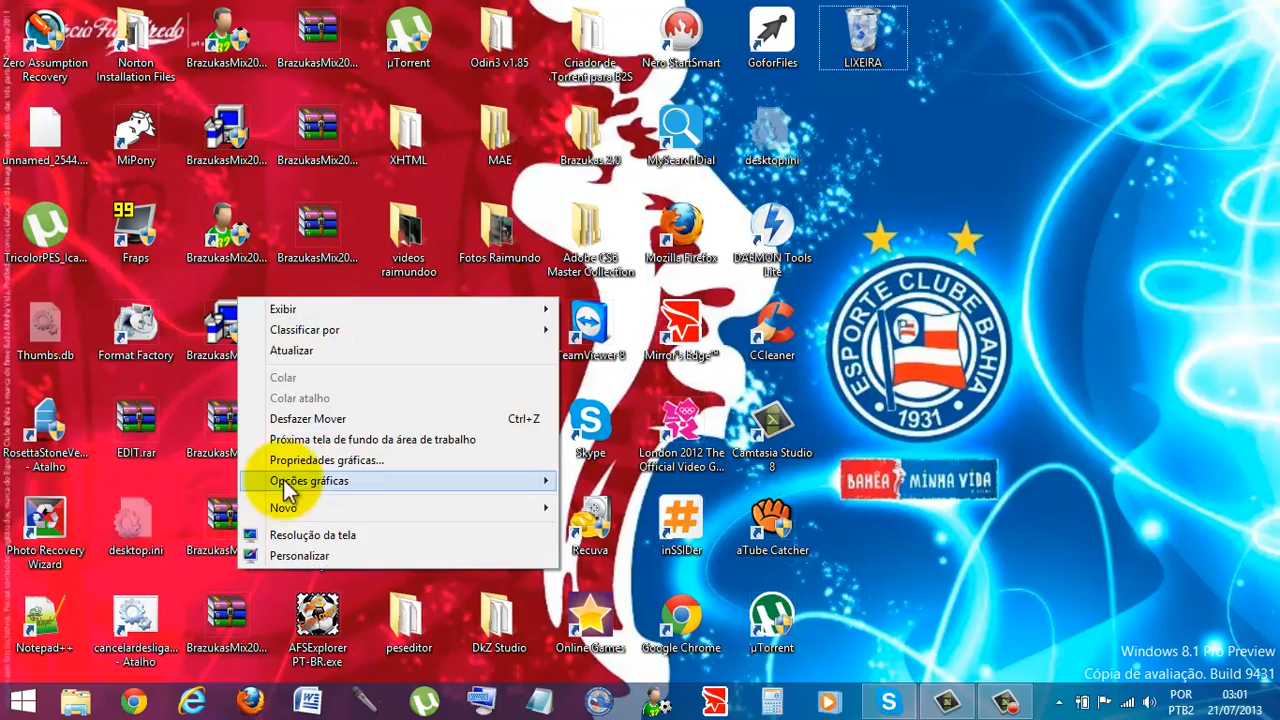 Zero Assumption
Recovery
Norton
Installation Files
BrazukasMix20...
BrazukasMix20...
µTorrent
Odin3 v1.85
Criador de
.Torrent para B2S
Nero StartSmart
GoforFiles
LIXEIRA
unnamed_2544....
MiPony
BrazukasMix20...
BrazukasMix20...
XHTML
MAE
Brazukas 2.0
MySearchDial
desktop.ini
99
TricolorPES_Ica...
Fraps
BrazukasMix20...
BrazukasMix20...
videos
raimundoo
Fotos Raimundo
Adobe CS6
Master Collection
Mozilla Firefox
DAEMON Tools
Lite
ESPORTE CLUBE BAHIA
1931
Thumbs.db
Format Factory
TeamViewer 8
Mirror's Edge™
CCleaner
Exibir
Classificar por
Atualizar
Colar
Colar atalho
Desfazer Mover Ctrl+Z
Próxima tela de fundo da área de trabalho
Propriedades gráficas...
Opções gráficas
Novo
Resolução da tela
Personalizar
RosettaStoneVe...
- Atalho
EDIT.rar
Skype
London 2012 The
Official Video G...
Camtasia Studio
8
BAHÊA MINHA VIDA
Photo Recovery
Wizard
desktop.ini
Recuva
inSSIDer
aTube Catcher
Notepad++
cancelardesliga...
- Atalho
BrazukasMix20...
AFSExplorer
PT-BR.exe
peseditor
DkZ Studio
Online Games
Google Chrome
µTorrent
Windows 8.1 Pro Preview
Cópia de avaliação. Build 9431
POR
PTB2
03:01
21/07/2013